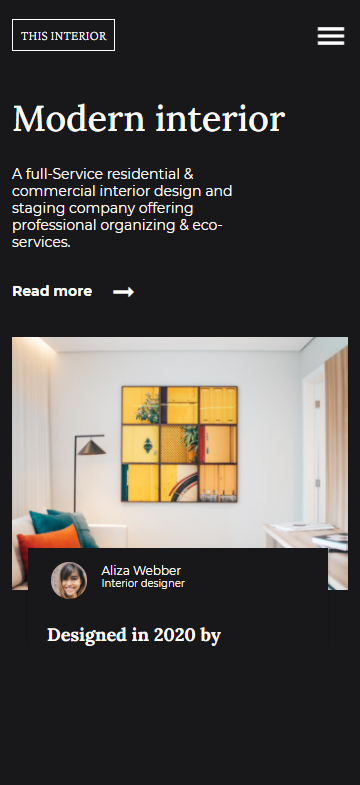 THIS INTERIOR
Modern interior
A full-Service residential &
commercial interior design and
staging company offering
professional organizing & eco-
services.
Read more
Aliza Webber
Interior designer
Designed in 2020 by